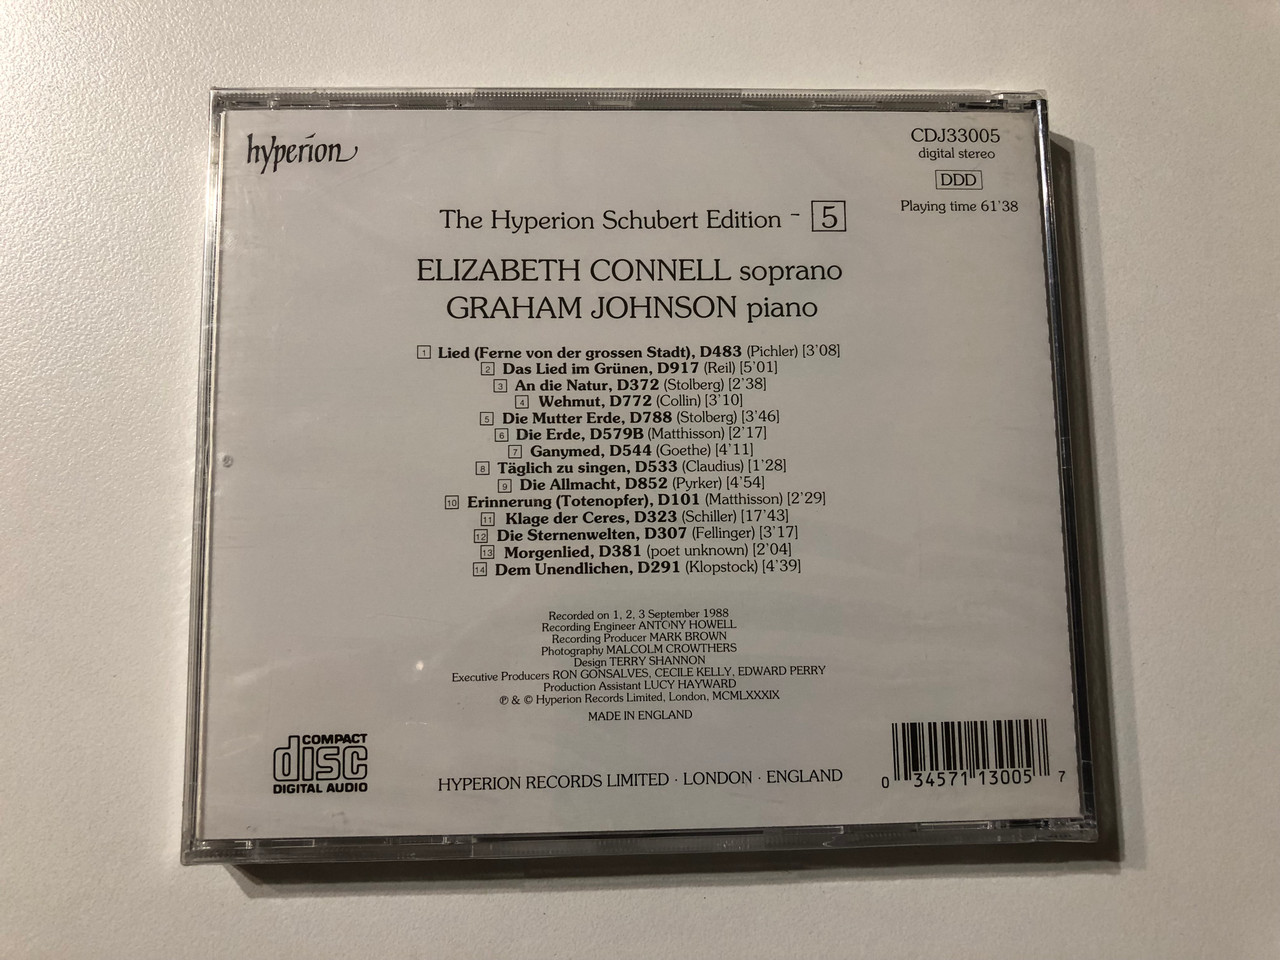 hyperion
CDJ33005
digital stereo
DDD
Playing time 61'38
The Hyperion Schubert Edition - 5
ELIZABETH CONNELL soprano
GRAHAM JOHNSON piano
1 Lied (Ferne von der grossen Stadt), D483 (Pichler) [3'08]
2 Das Lied im Grünen, D917 (Reil) [5'01]
3 An die Natur, D372 (Stolberg) [2'38]
4 Wehmut, D772 (Collin) [3'10]
5 Die Mutter Erde, D788 (Stolberg) [3'46]
6 Die Erde, D579B (Matthisson) [2'17]
7 Ganymed, D544 (Goethe) [4'11]
8 Täglich zu singen, D533 (Claudius) [1'28]
9 Die Allmacht, D852 (Pyrker) [4'54]
10 Erinnerung (Totenopfer), D101 (Matthisson) [2'29]
11 Klage der Ceres, D323 (Schiller) [17'43]
12 Die Sternenwelten, D307 (Fellinger) [3'17]
13 Morgenlied, D381 (poet unknown) [2'04]
14 Dem Unendlichen, D291 (Klopstock) [4'39]
Recorded on 1, 2, 3 September 1988
Recording Engineer ANTONY HOWELL
Recording Producer MARK BROWN
Photography MALCOLM CROWTHERS
Design TERRY SHANNON
Executive Producers RON GONSALVES, CECILE KELLY, EDWARD PERRY
Production Assistant LUCY HAYWARD
℗ & © Hyperion Records Limited, London, MCMLXXXIX
MADE IN ENGLAND
COMPACT
disc
DIGITAL AUDIO
HYPERION RECORDS LIMITED · LONDON · ENGLAND
0 34571 13005 7